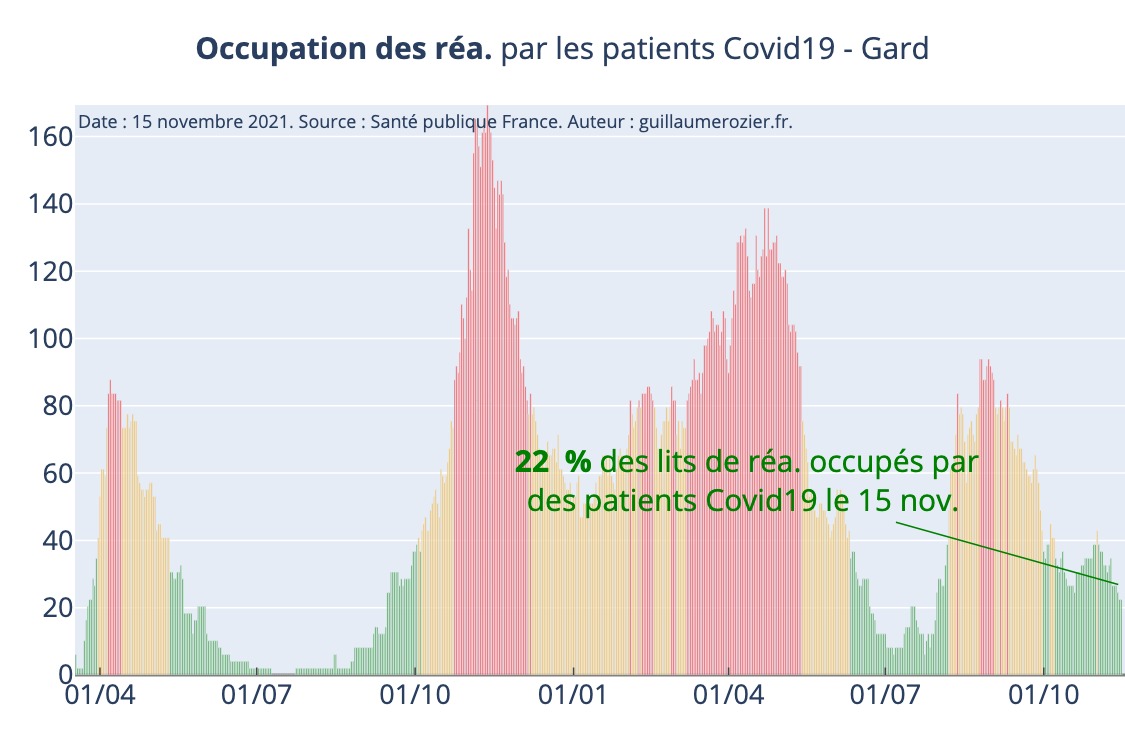 Occupation des réa. par les patients Covid19 - Gard
Date : 15 novembre 2021. Source : Santé publique France. Auteur : guillaumerozier.fr.
160
140
120
100
80
60
40
20
0
22 % des lits de réa. occupés par
des patients Covid19 le 15 nov.
01/04 01/07 01/10 01/01 01/04 01/07 01/10